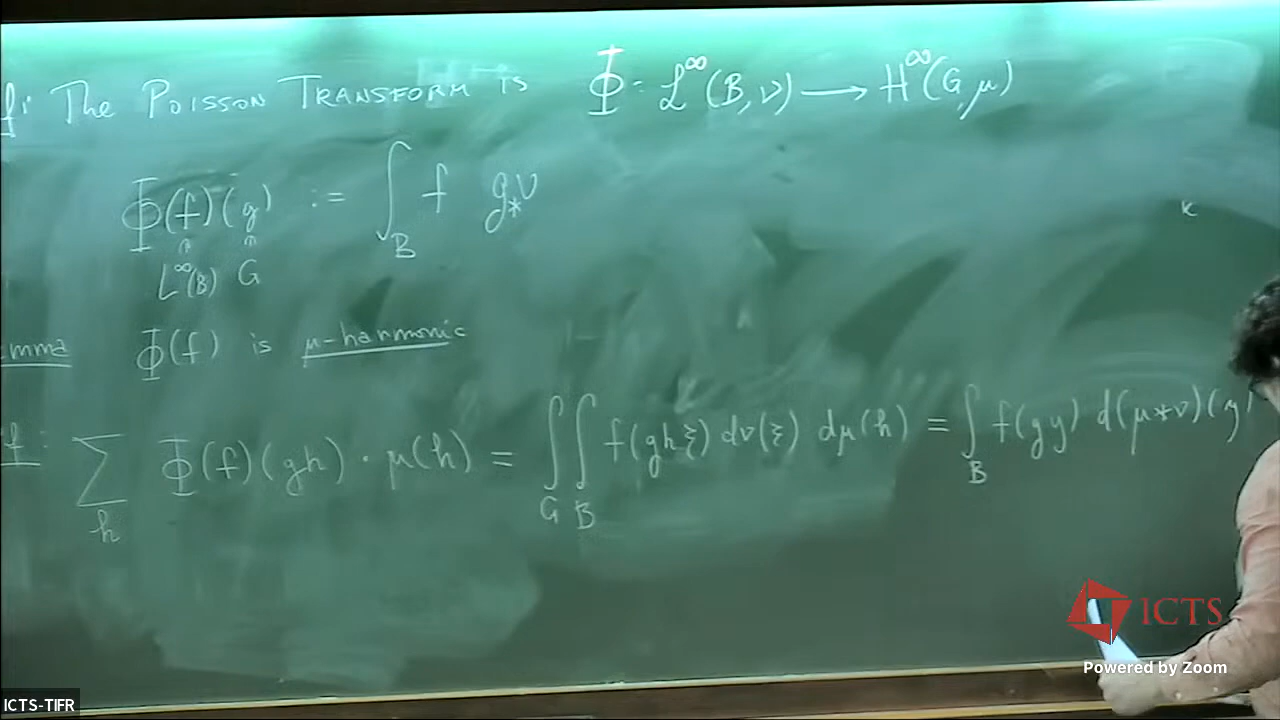 f: THE POISSON TRANSFORM IS Φ: L^∞(B, ν) ⟶ H^∞(G, μ)
Φ(f)(g) := ∫_B f g_*ν
L^∞(B) G
emma Φ(f) is μ-harmonic
f: Σ_h Φ(f)(gh) · μ(h) = ∫_G ∫_B f(ghξ) dν(ξ) dμ(h) = ∫_B f(gy) d(μ*ν)(y)
ICTS
Powered by Zoom
ICTS-TIFR